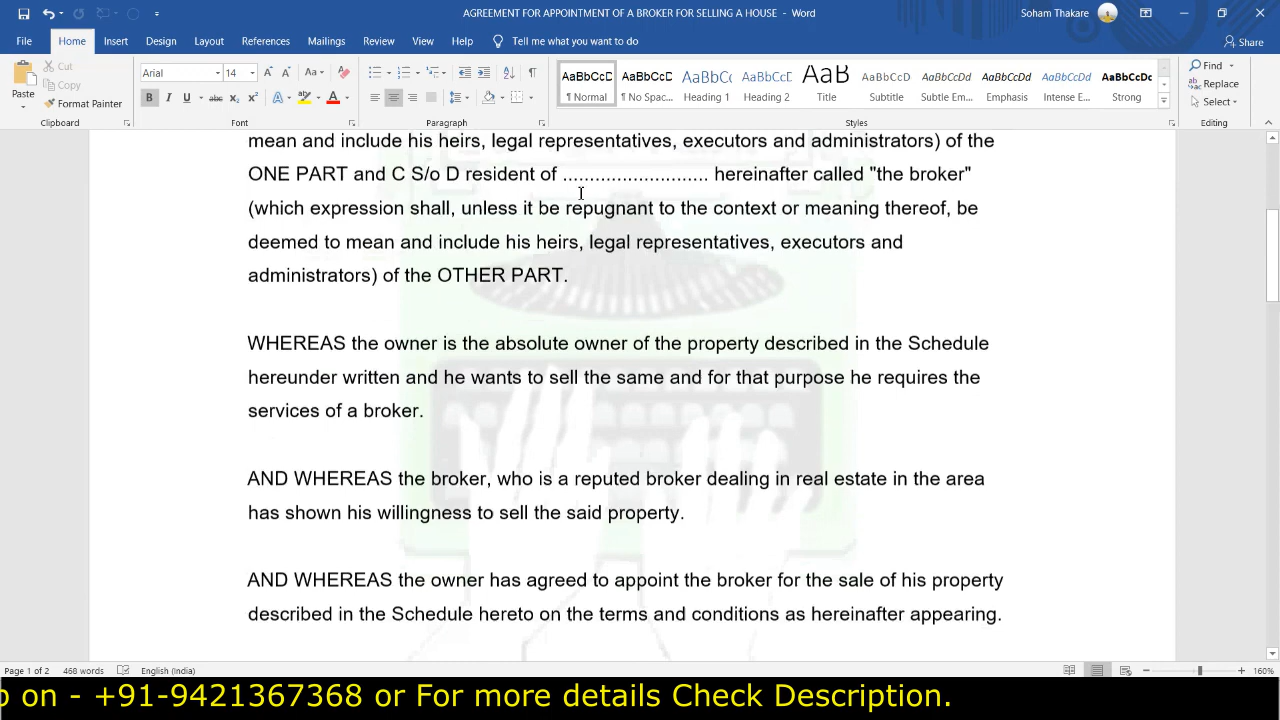 AGREEMENT FOR APPOINTMENT OF A BROKER FOR SELLING A HOUSE - Word
Soham Thakare
File Home Insert Design Layout References Mailings Review View Help Tell me what you want to do Share
Paste
Cut
Copy
Format Painter
Clipboard
Arial 14
Font
Paragraph
AaBbCcD AaBbCcD AaBbC AaBbCcD AaB AaBbCcD AaBbCcDd AaBbCcDd AaBbCcDd AaBbCcDc
¶ Normal ¶ No Spac... Heading 1 Heading 2 Title Subtitle Subtle Em... Emphasis Intense E... Strong
Styles
Find
Replace
Select
Editing
mean and include his heirs, legal representatives, executors and administrators) of the
ONE PART and C S/o D resident of ........................... hereinafter called "the broker"
(which expression shall, unless it be repugnant to the context or meaning thereof, be
deemed to mean and include his heirs, legal representatives, executors and
administrators) of the OTHER PART.
WHEREAS the owner is the absolute owner of the property described in the Schedule
hereunder written and he wants to sell the same and for that purpose he requires the
services of a broker.
AND WHEREAS the broker, who is a reputed broker dealing in real estate in the area
has shown his willingness to sell the said property.
AND WHEREAS the owner has agreed to appoint the broker for the sale of his property
described in the Schedule hereto on the terms and conditions as hereinafter appearing.
Page 1 of 2 468 words English (India) 160%
on - +91-9421367368 or For more details Check Description.